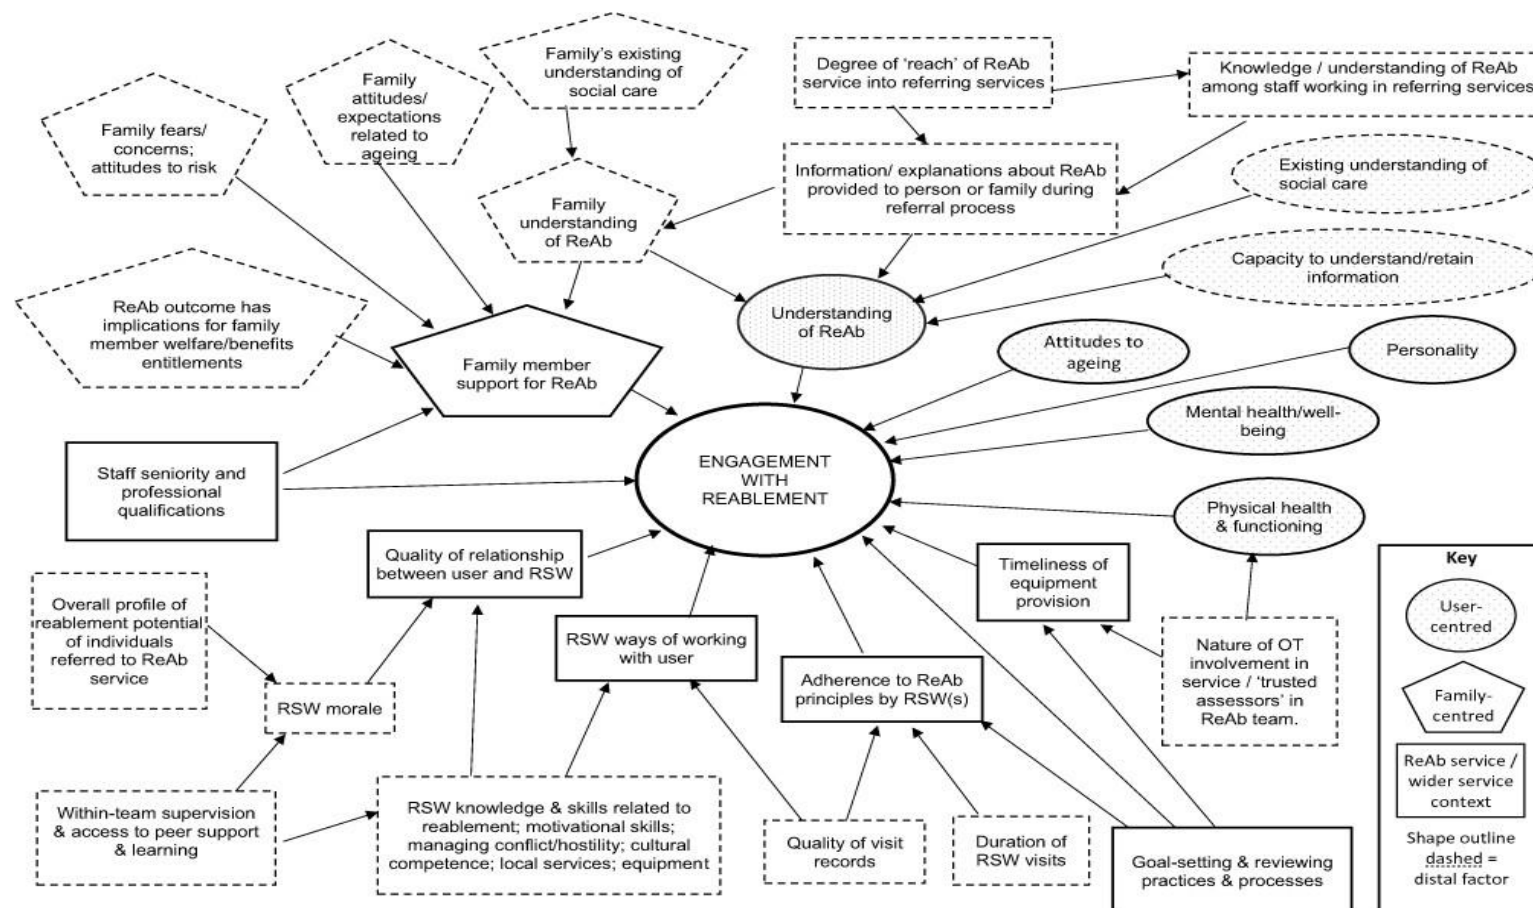 Family's existing
understanding of
social care
Degree of 'reach' of ReAb
service into referring services
Knowledge / understanding of ReAb
among staff working in referring services
Family
attitudes/
expectations
related to
ageing
Family fears/
concerns;
attitudes to
risk
Family
understanding
of ReAb
Information/ explanations about ReAb
provided to person or family during
referral process
Existing understanding of
social care
Capacity to understand/retain
information
ReAb outcome has
implications for family
member welfare/benefits
entitlements
Family member
support for ReAb
Understanding
of ReAb
Attitudes to
ageing
Personality
Mental health/well-
being
Staff seniority and
professional
qualifications
ENGAGEMENT
WITH
REABLEMENT
Physical health
& functioning
Quality of relationship
between user and RSW
Timeliness of
equipment
provision
Overall profile of
reablement potential
of individuals
referred to ReAb
service
RSW ways of working
with user
Adherence to ReAb
principles by RSW(s)
Nature of OT
involvement in
service / 'trusted
assessors' in
ReAb team.
RSW morale
Within-team supervision
& access to peer support
& learning
RSW knowledge & skills related to
reablement; motivational skills;
managing conflict/hostility; cultural
competence; local services; equipment
Quality of visit
records
Duration of
RSW visits
Goal-setting & reviewing
practices & processes
Key
User-
centred
Family-
centred
ReAb service /
wider service
context
Shape outline
dashed =
distal factor